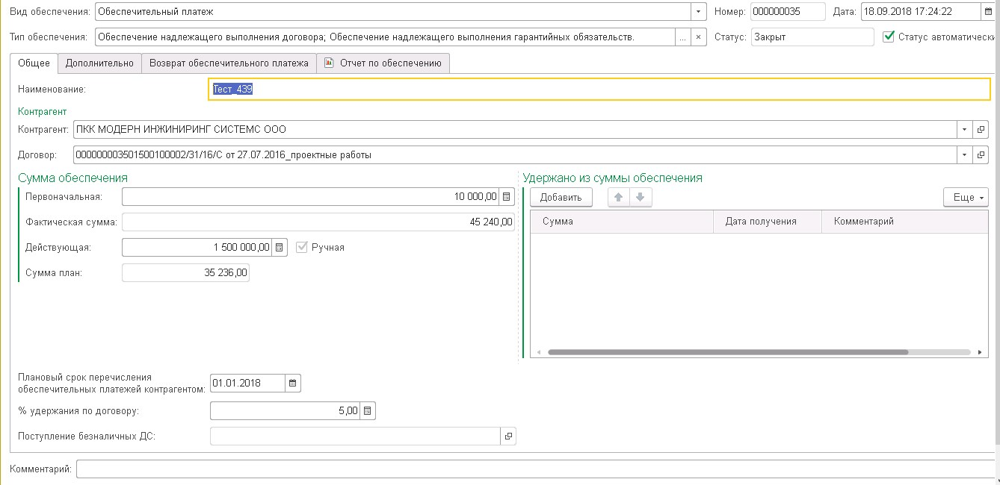 Вид обеспечения: Обеспечительный платеж Номер: 000000035 Дата: 18.09.2018 17:24:22
Тип обеспечения: Обеспечение надлежащего выполнения договора; Обеспечение надлежащего выполнения гарантийных обязательств. ... × Статус: Закрыт Статус автоматически
Общее Дополнительно Возврат обеспечительного платежа Отчет по обеспечению
Наименование: Тест_439
Контрагент
Контрагент: ПКК МОДЕРН ИНЖИНИРИНГ СИСТЕМС ООО
Договор: 000000003501500100002/31/16/С от 27.07.2016_проектные работы
Сумма обеспечения
Первоначальная: 10 000,00
Фактическая сумма: 45 240,00
Действующая: 1 500 000,00 Ручная
Сумма план: 35 236,00
Удержано из суммы обеспечения
Добавить Еще
Сумма Дата получения Комментарий
Плановый срок перечисления
обеспечительных платежей контрагентом: 01.01.2018
% удержания по договору: 5,00
Поступление безналичных ДС:
Комментарий: